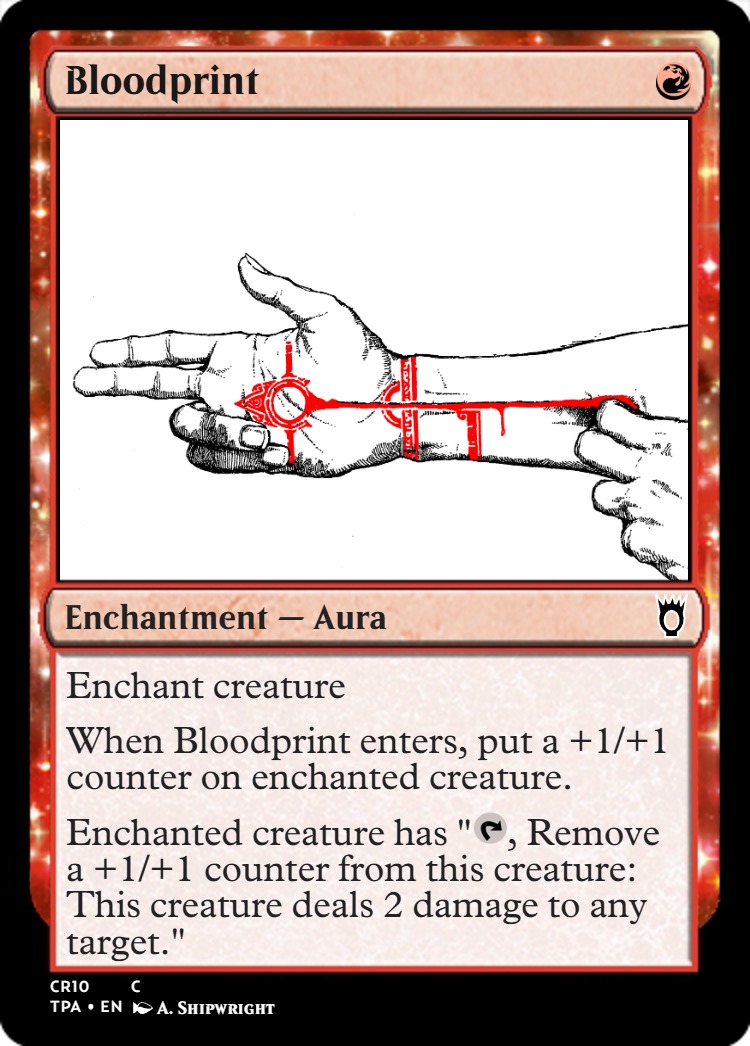 Bloodprint
Enchantment — Aura
Enchant creature
When Bloodprint enters, put a +1/+1
counter on enchanted creature.
Enchanted creature has " , Remove
a +1/+1 counter from this creature:
This creature deals 2 damage to any
target."
CR10 C
TPA • EN A. Shipwright